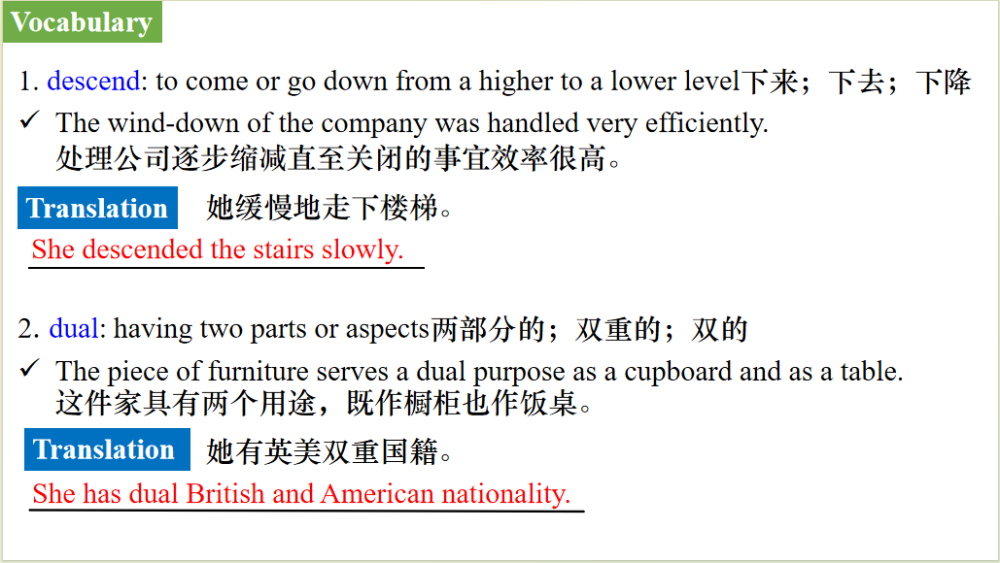 Vocabulary
1. descend: to come or go down from a higher to a lower level下来；下去；下降
✓ The wind-down of the company was handled very efficiently.
处理公司逐步缩减直至关闭的事宜效率很高。
Translation 她缓慢地走下楼梯。
She descended the stairs slowly.
2. dual: having two parts or aspects两部分的；双重的；双的
✓ The piece of furniture serves a dual purpose as a cupboard and as a table.
这件家具有两个用途，既作橱柜也作饭桌。
Translation 她有英美双重国籍。
She has dual British and American nationality.